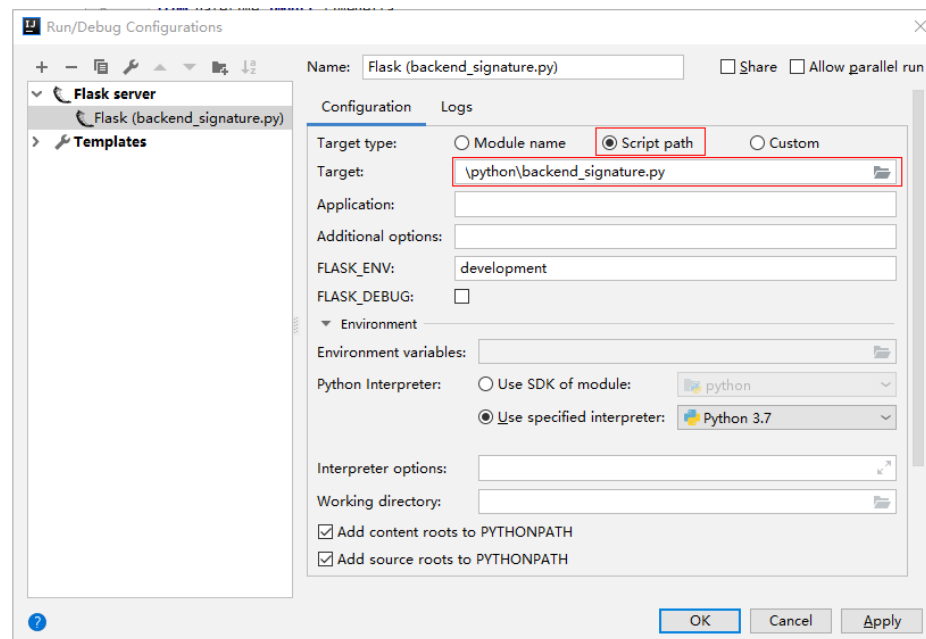 Run/Debug Configurations
Name: Flask (backend_signature.py) Share Allow parallel run
Flask server
Flask (backend_signature.py)
Templates
Configuration Logs
Target type: Module name Script path Custom
Target: \python\backend_signature.py
Application:
Additional options:
FLASK_ENV: development
FLASK_DEBUG:
Environment
Environment variables:
Python Interpreter: Use SDK of module: python
Use specified interpreter: Python 3.7
Interpreter options:
Working directory:
Add content roots to PYTHONPATH
Add source roots to PYTHONPATH
? OK Cancel Apply